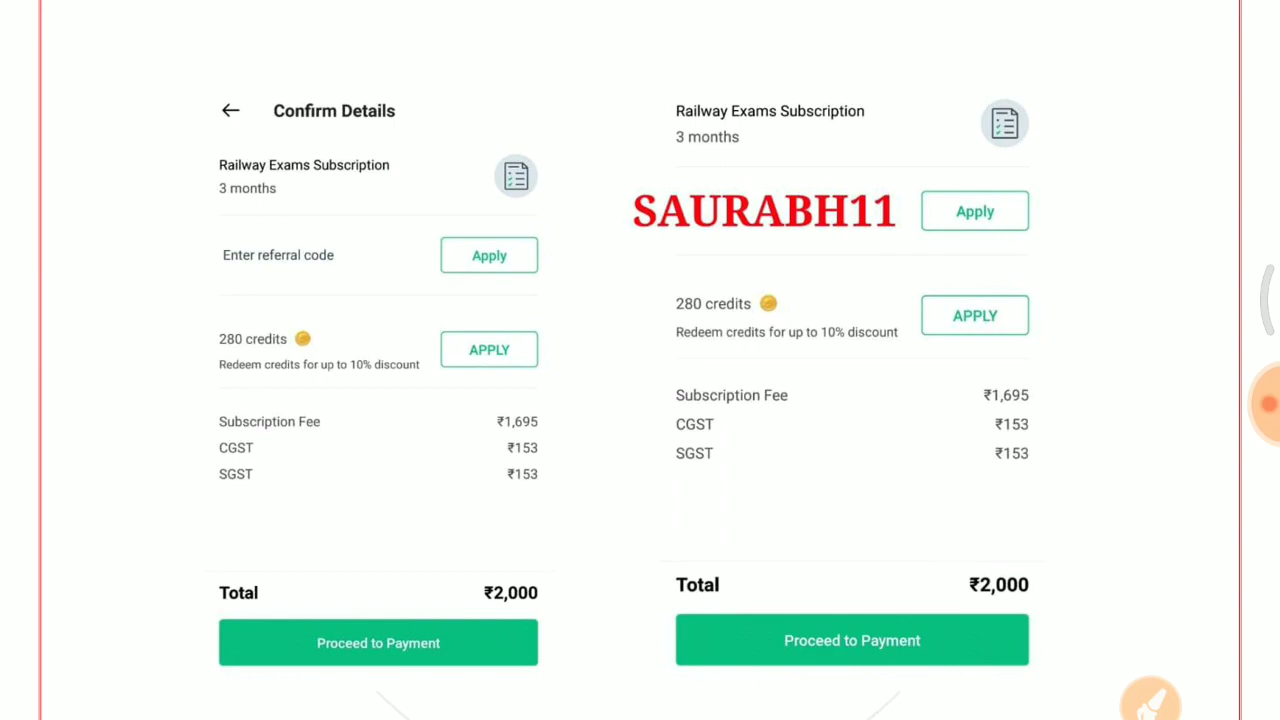 Confirm Details
Railway Exams Subscription
3 months
Enter referral code
Apply
280 credits
Redeem credits for up to 10% discount
APPLY
Subscription Fee ₹1,695
CGST ₹153
SGST ₹153
Total ₹2,000
Proceed to Payment
Railway Exams Subscription
3 months
SAURABH11
Apply
280 credits
Redeem credits for up to 10% discount
APPLY
Subscription Fee ₹1,695
CGST ₹153
SGST ₹153
Total ₹2,000
Proceed to Payment